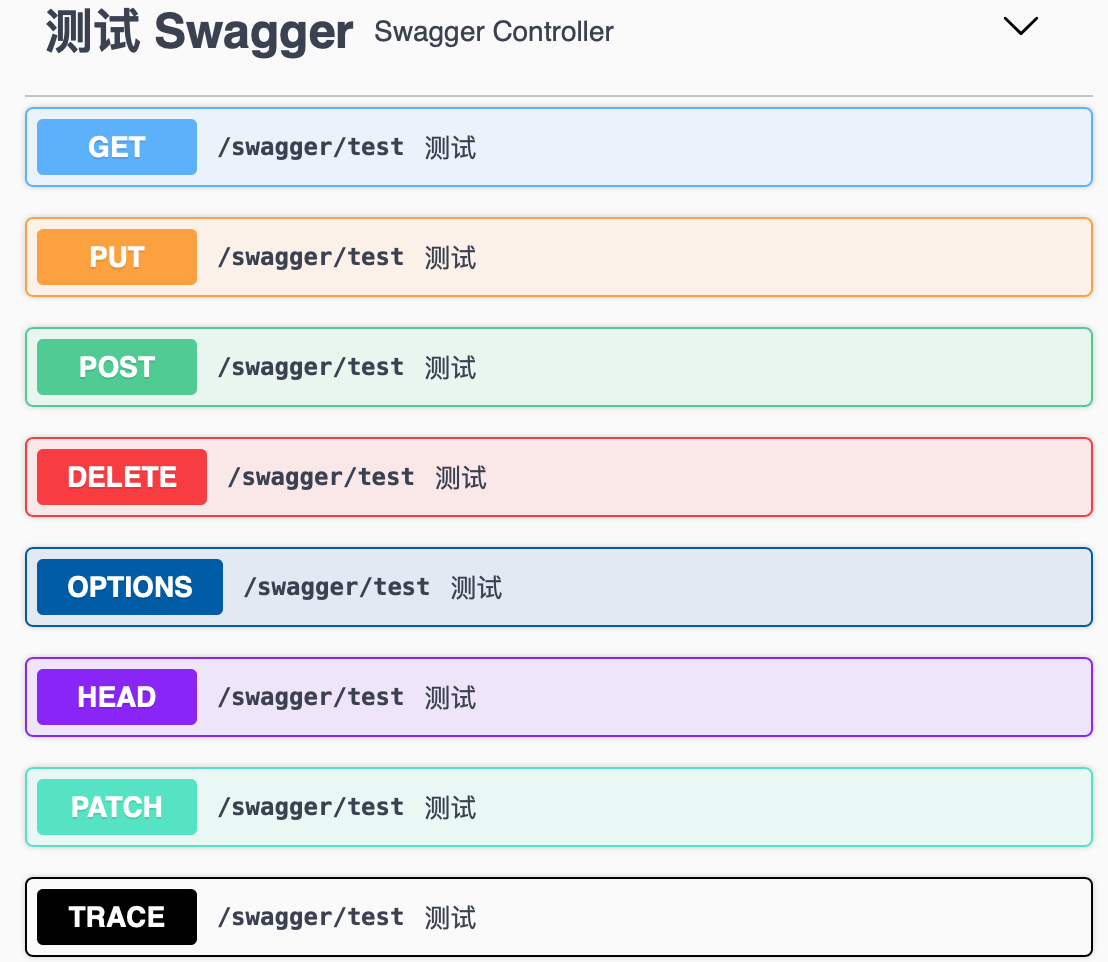 测试 Swagger Swagger Controller
GET /swagger/test 测试
PUT /swagger/test 测试
POST /swagger/test 测试
DELETE /swagger/test 测试
OPTIONS /swagger/test 测试
HEAD /swagger/test 测试
PATCH /swagger/test 测试
TRACE /swagger/test 测试